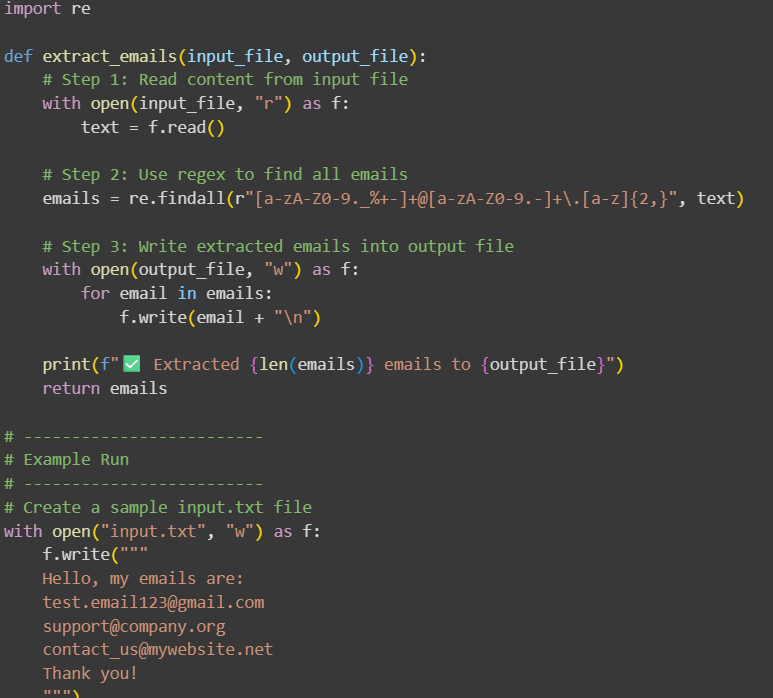 import re
def extract_emails(input_file, output_file):
    # Step 1: Read content from input file
    with open(input_file, "r") as f:
        text = f.read()
    # Step 2: Use regex to find all emails
    emails = re.findall(r"[a-zA-Z0-9._%+-]+@[a-zA-Z0-9.-]+\.[a-z]{2,}", text)
    # Step 3: Write extracted emails into output file
    with open(output_file, "w") as f:
        for email in emails:
            f.write(email + "\n")
    print(f"✅ Extracted {len(emails)} emails to {output_file}")
    return emails
# -------------------------
# Example Run
# -------------------------
# Create a sample input.txt file
with open("input.txt", "w") as f:
    f.write("""
    Hello, my emails are:
    test.email123@gmail.com
    support@company.org
    contact_us@mywebsite.net
    Thank you!
    """)